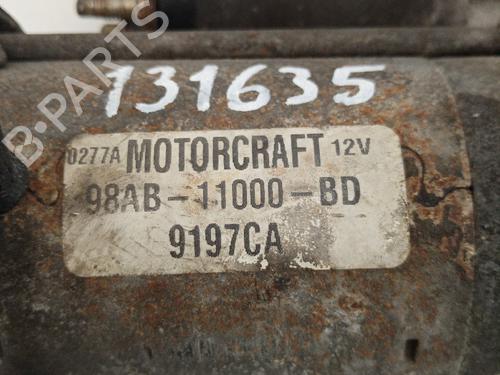 131635
0277A MOTORCRAFT 12V
98AB-11000-BD
9197CA
B-PARTS